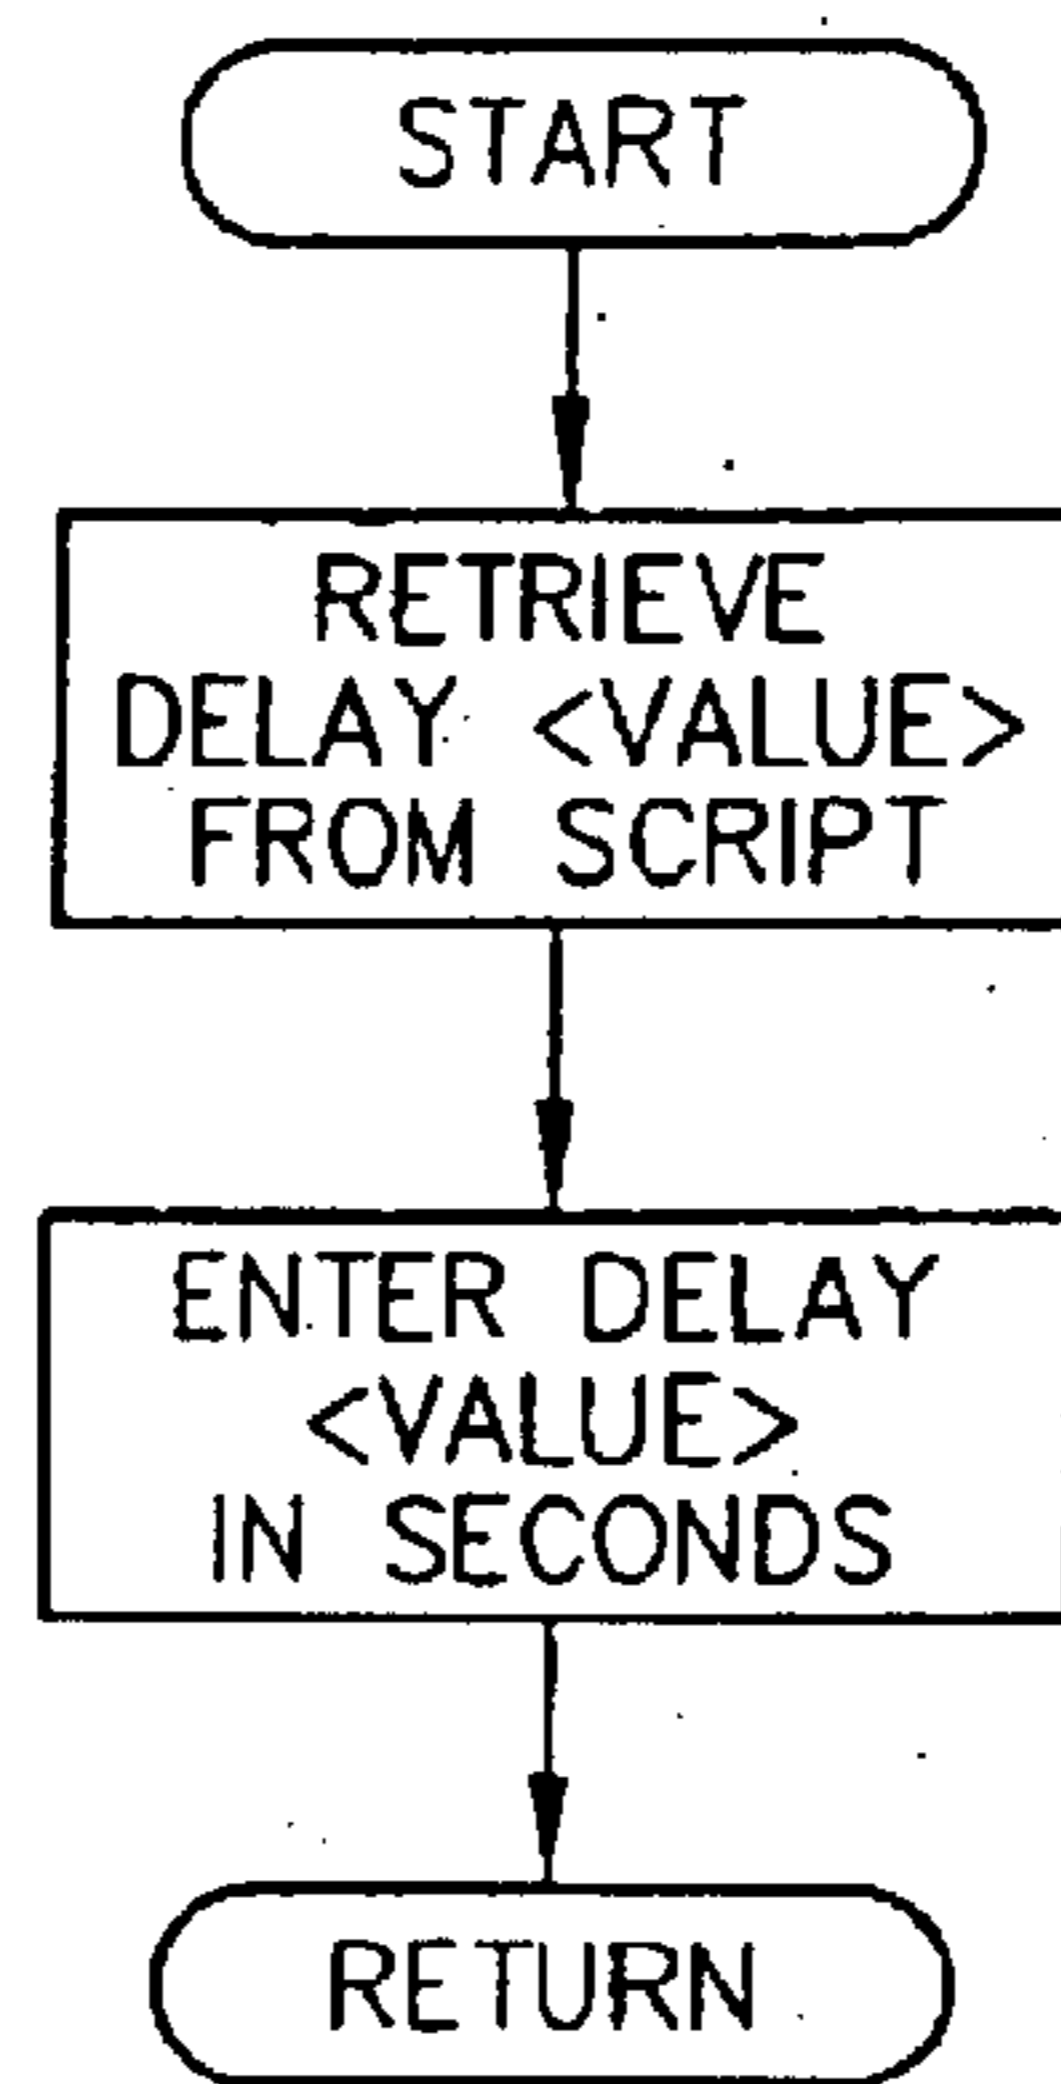 START
RETRIEVE
DELAY <VALUE>
FROM SCRIPT
ENTER DELAY
<VALUE>
IN SECONDS
RETURN